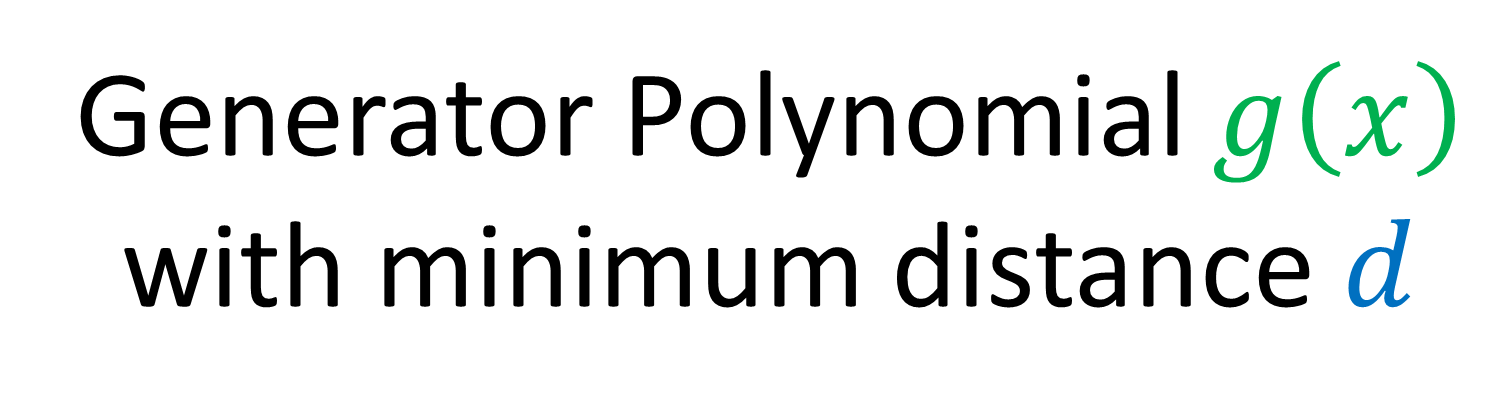 Generator Polynomial g(x)
with minimum distance d